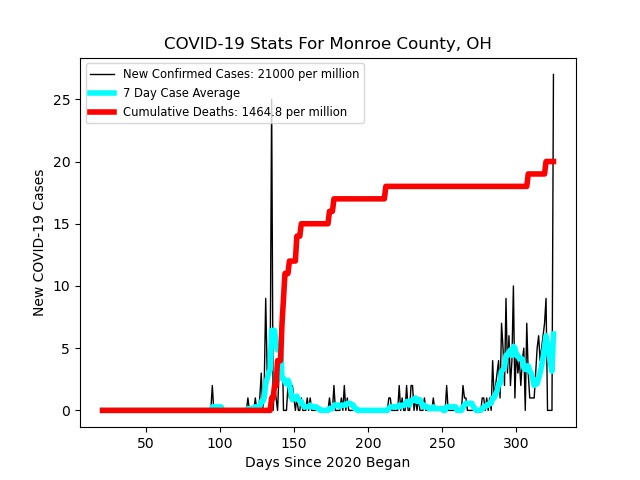 COVID-19 Stats For Monroe County, OH
New Confirmed Cases: 21000 per million
7 Day Case Average
Cumulative Deaths: 1464.8 per million
25
20
15
10
5
0
New COVID-19 Cases
50
100
150
200
250
300
Days Since 2020 Began